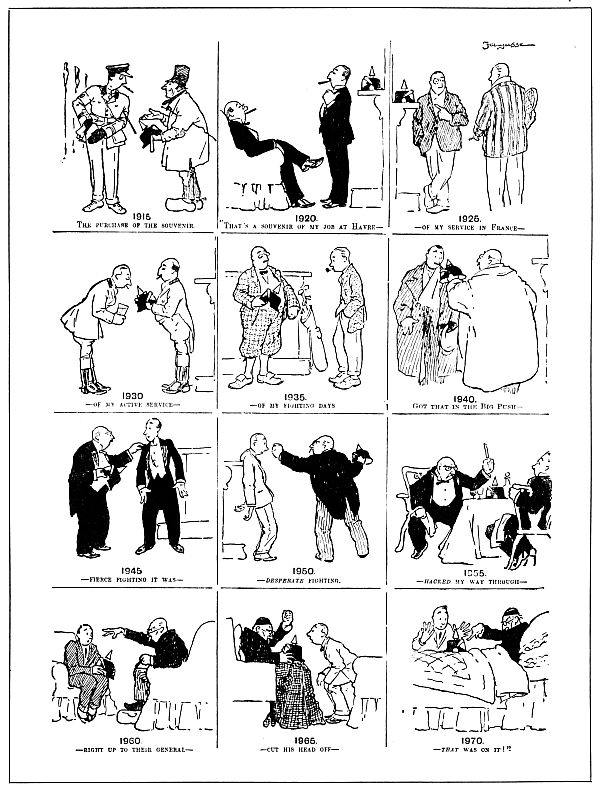 Fougasse
1915
THE PURCHASE OF THE SOUVENIR
1920.
"THAT'S A SOUVENIR OF MY JOB AT HAVRE—
1925.
—OF MY SERVICE IN FRANCE—
1930
—OF MY ACTIVE SERVICE—
1935.
—OF MY FIGHTING DAYS
1940.
GOT THAT IN THE BIG PUSH—
1945
—FIERCE FIGHTING IT WAS—
1950.
—DESPERATE FIGHTING.
1955.
—HACKED MY WAY THROUGH—
1960
—RIGHT UP TO THEIR GENERAL—
1965.
—CUT HIS HEAD OFF—
1970.
—THAT WAS ON IT!"